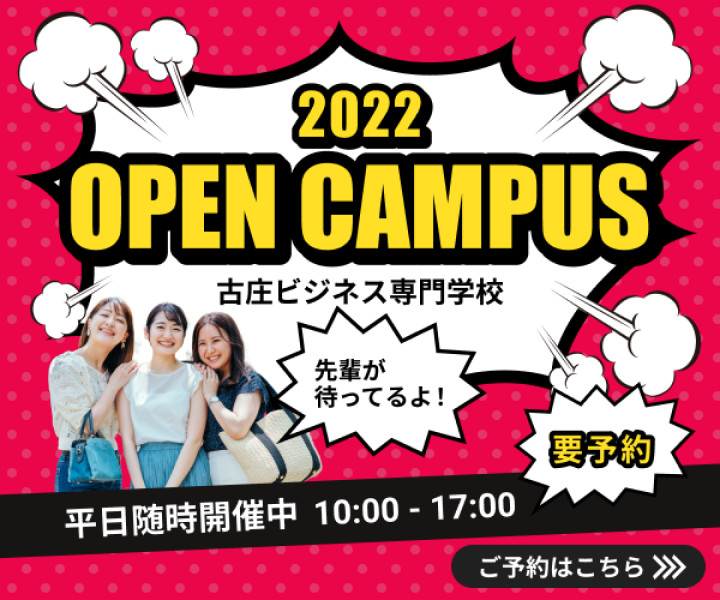 2022
OPEN CAMPUS
古庄ビジネス専門学校
先輩が
待ってるよ!
要予約
平日随時開催中 10:00 - 17:00
ご予約はこちら